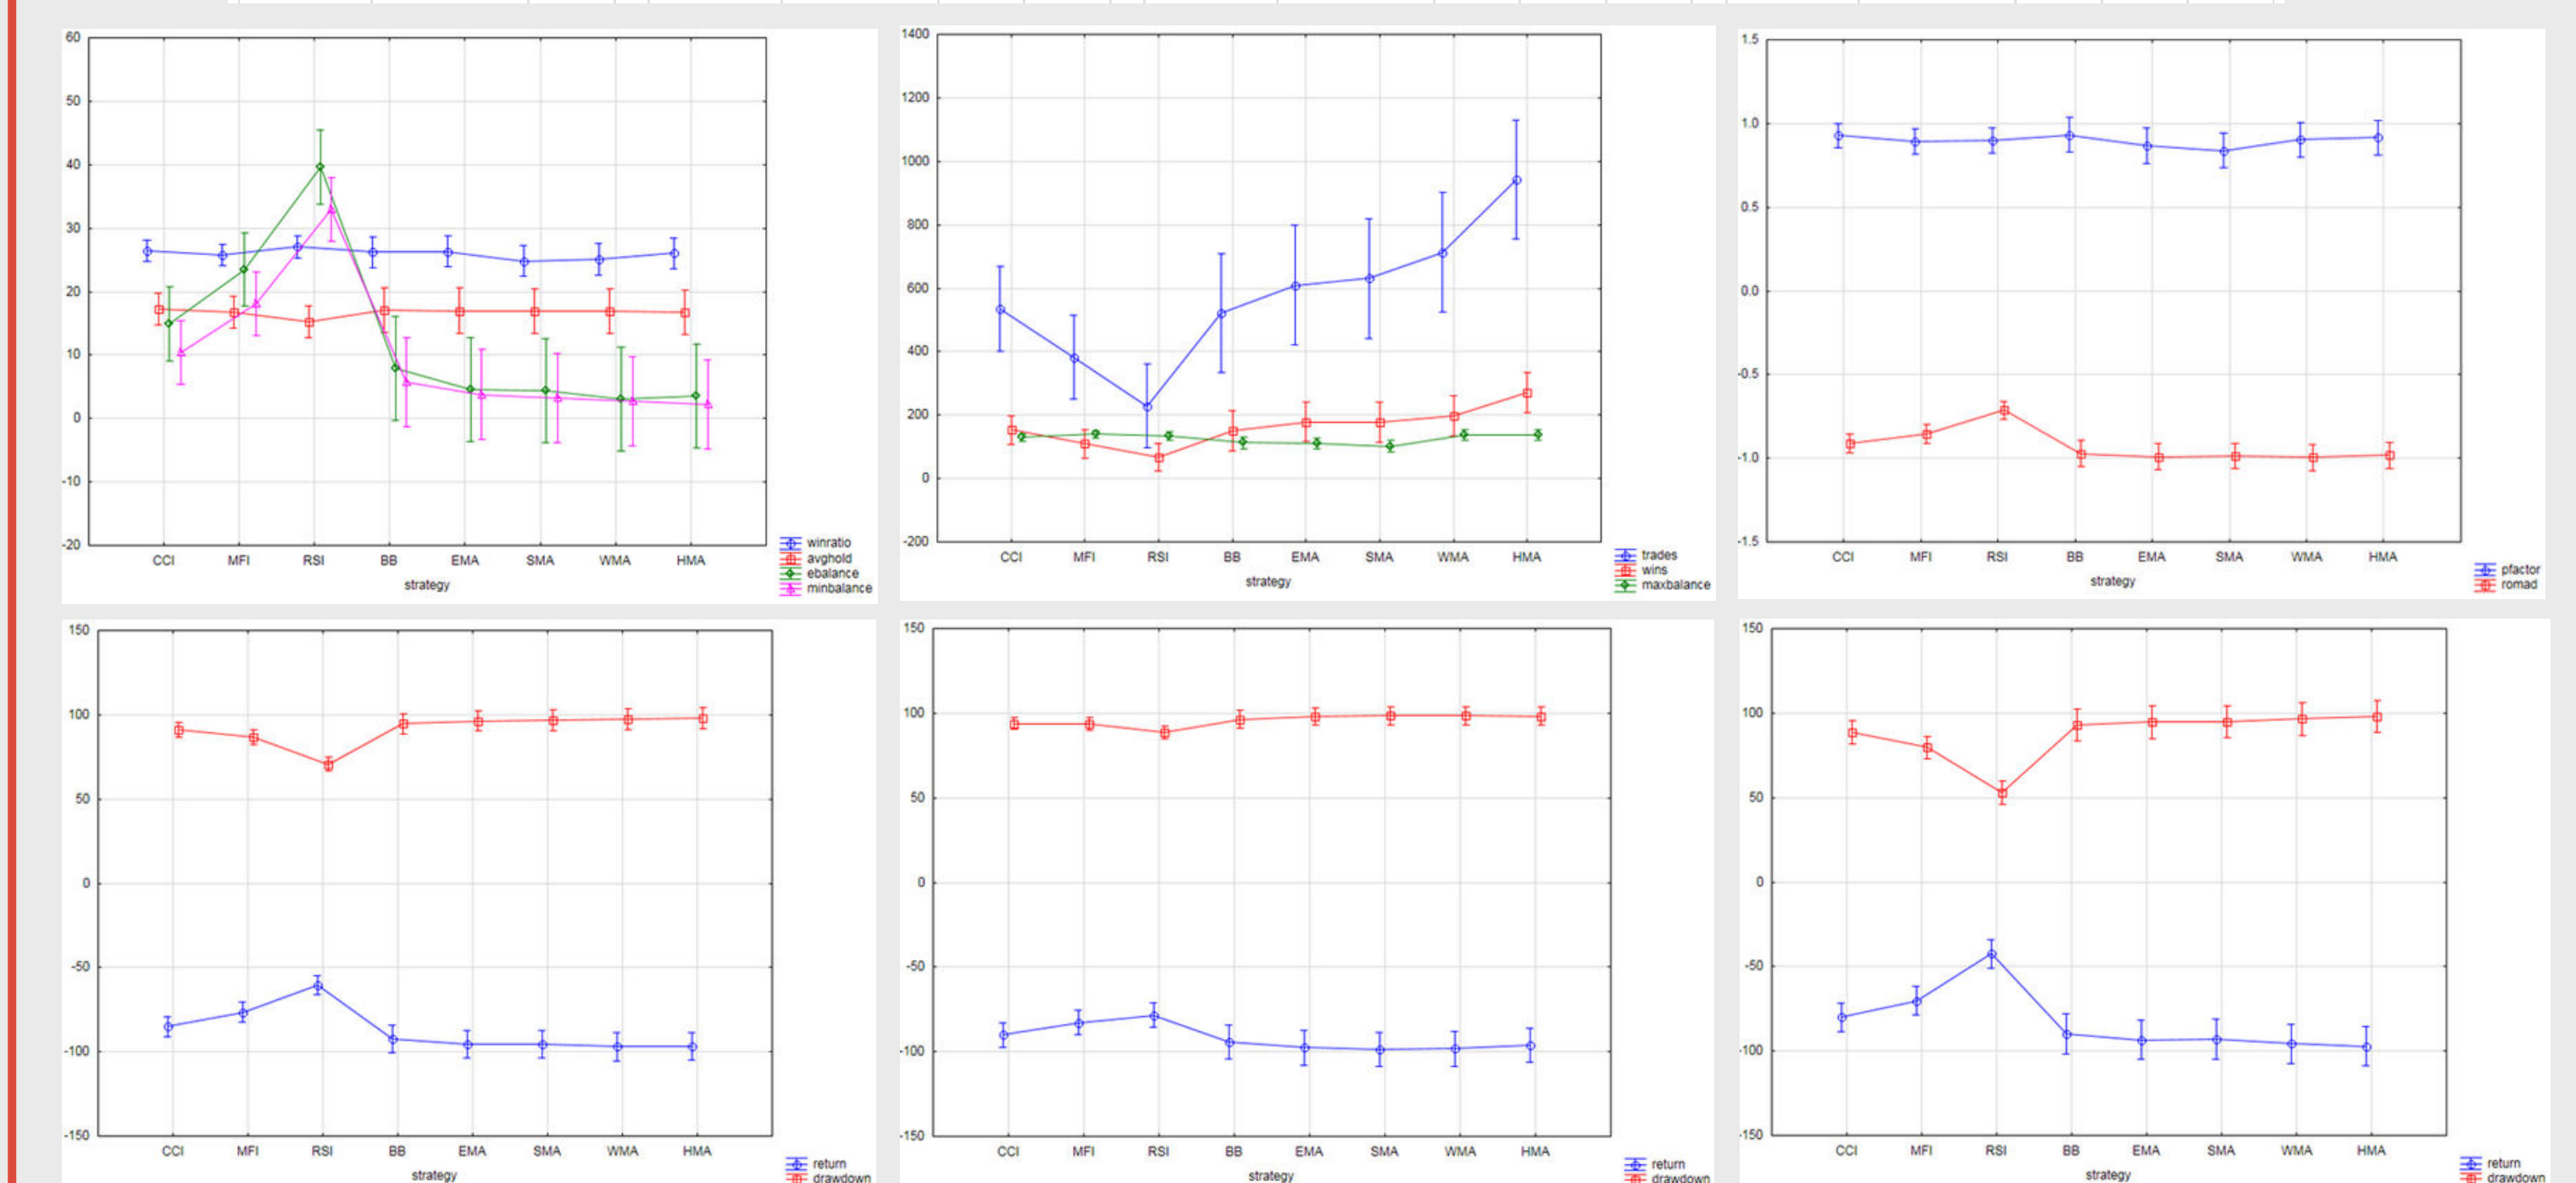 60
50
40
30
20
10
0
-10
-20
CCI MFI RSI BB EMA SMA WMA HMA
strategy
winratio
avghold
ebalance
minbalance
1400
1200
1000
800
600
400
200
0
-200
CCI MFI RSI BB EMA SMA WMA HMA
strategy
trades
wins
maxbalance
1.5
1.0
0.5
0.0
-0.5
-1.0
-1.5
CCI MFI RSI BB EMA SMA WMA HMA
strategy
pfactor
romad
150
100
50
0
-50
-100
-150
CCI MFI RSI BB EMA SMA WMA HMA
strategy
return
drawdown
150
100
50
0
-50
-100
-150
CCI MFI RSI BB EMA SMA WMA HMA
strategy
return
drawdown
150
100
50
0
-50
-100
-150
CCI MFI RSI BB EMA SMA WMA HMA
strategy
return
drawdown